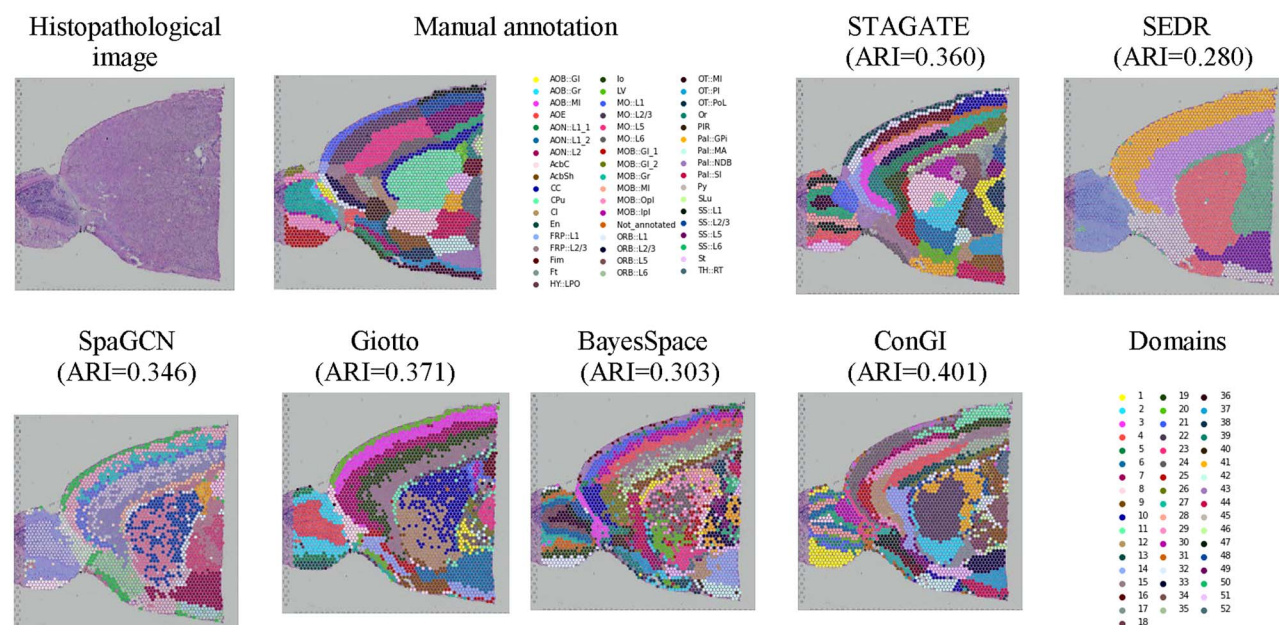 Histopathological
image
Manual annotation
STAGATE
(ARI=0.360)
SEDR
(ARI=0.280)
AOB::Gl
AOB::Gr
AOB::Ml
AOE
AON::L1_1
AON::L1_2
AON::L2
AcbC
AcbSh
CC
CPu
Cl
En
FRP::L1
FRP::L2/3
Fim
Ft
HY::LPO
lo
LV
MO::L1
MO::L2/3
MO::L5
MO::L6
MOB::Gl_1
MOB::Gl_2
MOB::Gr
MOB::MI
MOB::Opl
MOB::Ipl
Not_annotated
ORB::L1
ORB::L2/3
ORB::L5
ORB::L6
OT::Ml
OT::Pl
OT::PoL
Or
PIR
Pal::GPi
Pal::MA
Pal::NDB
Pal::Sl
Py
SLu
SS::L1
SS::L2/3
SS::L5
SS::L6
St
TH::RT
SpaGCN
(ARI=0.346)
Giotto
(ARI=0.371)
BayesSpace
(ARI=0.303)
ConGI
(ARI=0.401)
Domains
1
2
3
4
5
6
7
8
9
10
11
12
13
14
15
16
17
18
19
20
21
22
23
24
25
26
27
28
29
30
31
32
33
34
35
36
37
38
39
40
41
42
43
44
45
46
47
48
49
50
51
52